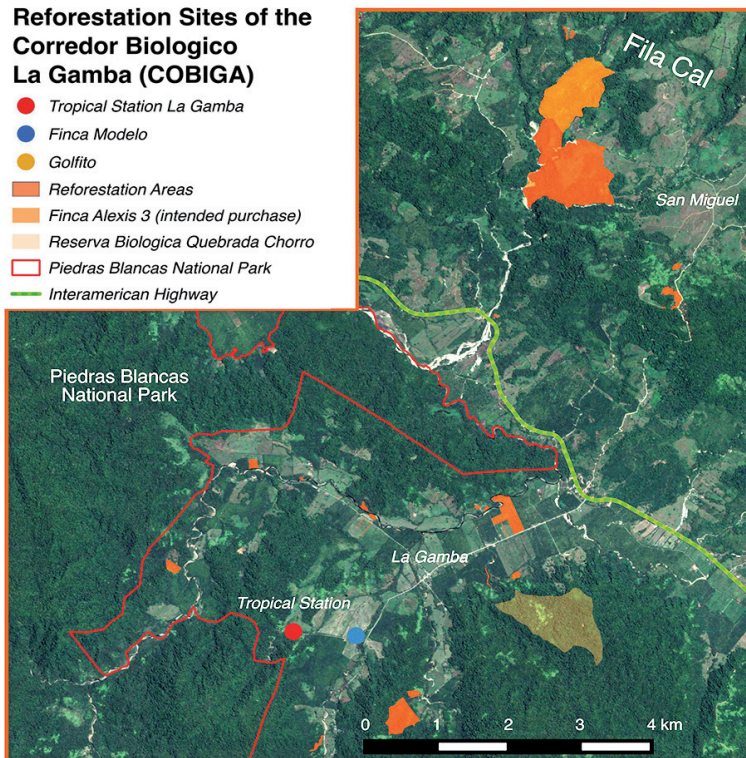 Reforestation Sites of the
Corredor Biologico
La Gamba (COBIGA)
Tropical Station La Gamba
Finca Modelo
Golfito
Reforestation Areas
Finca Alexis 3 (intended purchase)
Reserva Biologica Quebrada Chorro
Piedras Blancas National Park
Interamerican Highway
Fila Cal
San Miguel
Piedras Blancas
National Park
La Gamba
Tropical Station
0 1 2 3 4 km